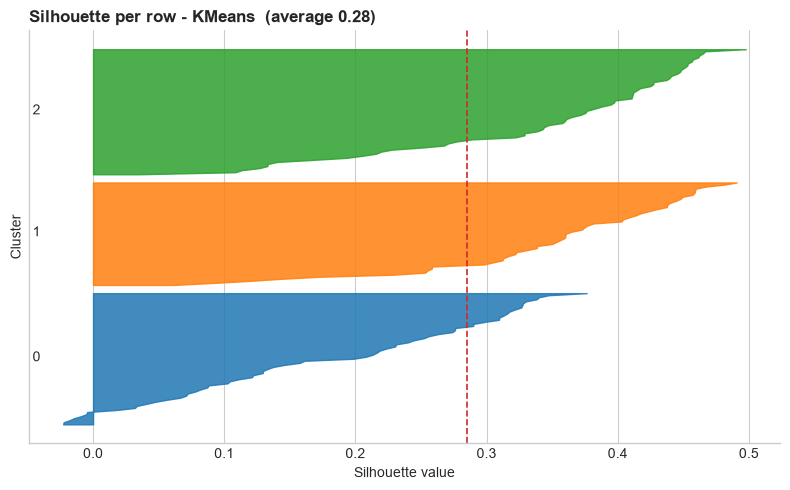 Silhouette per row - KMeans  (average 0.28)
Cluster
2
1
0
0.0 0.1 0.2 0.3 0.4 0.5
Silhouette value